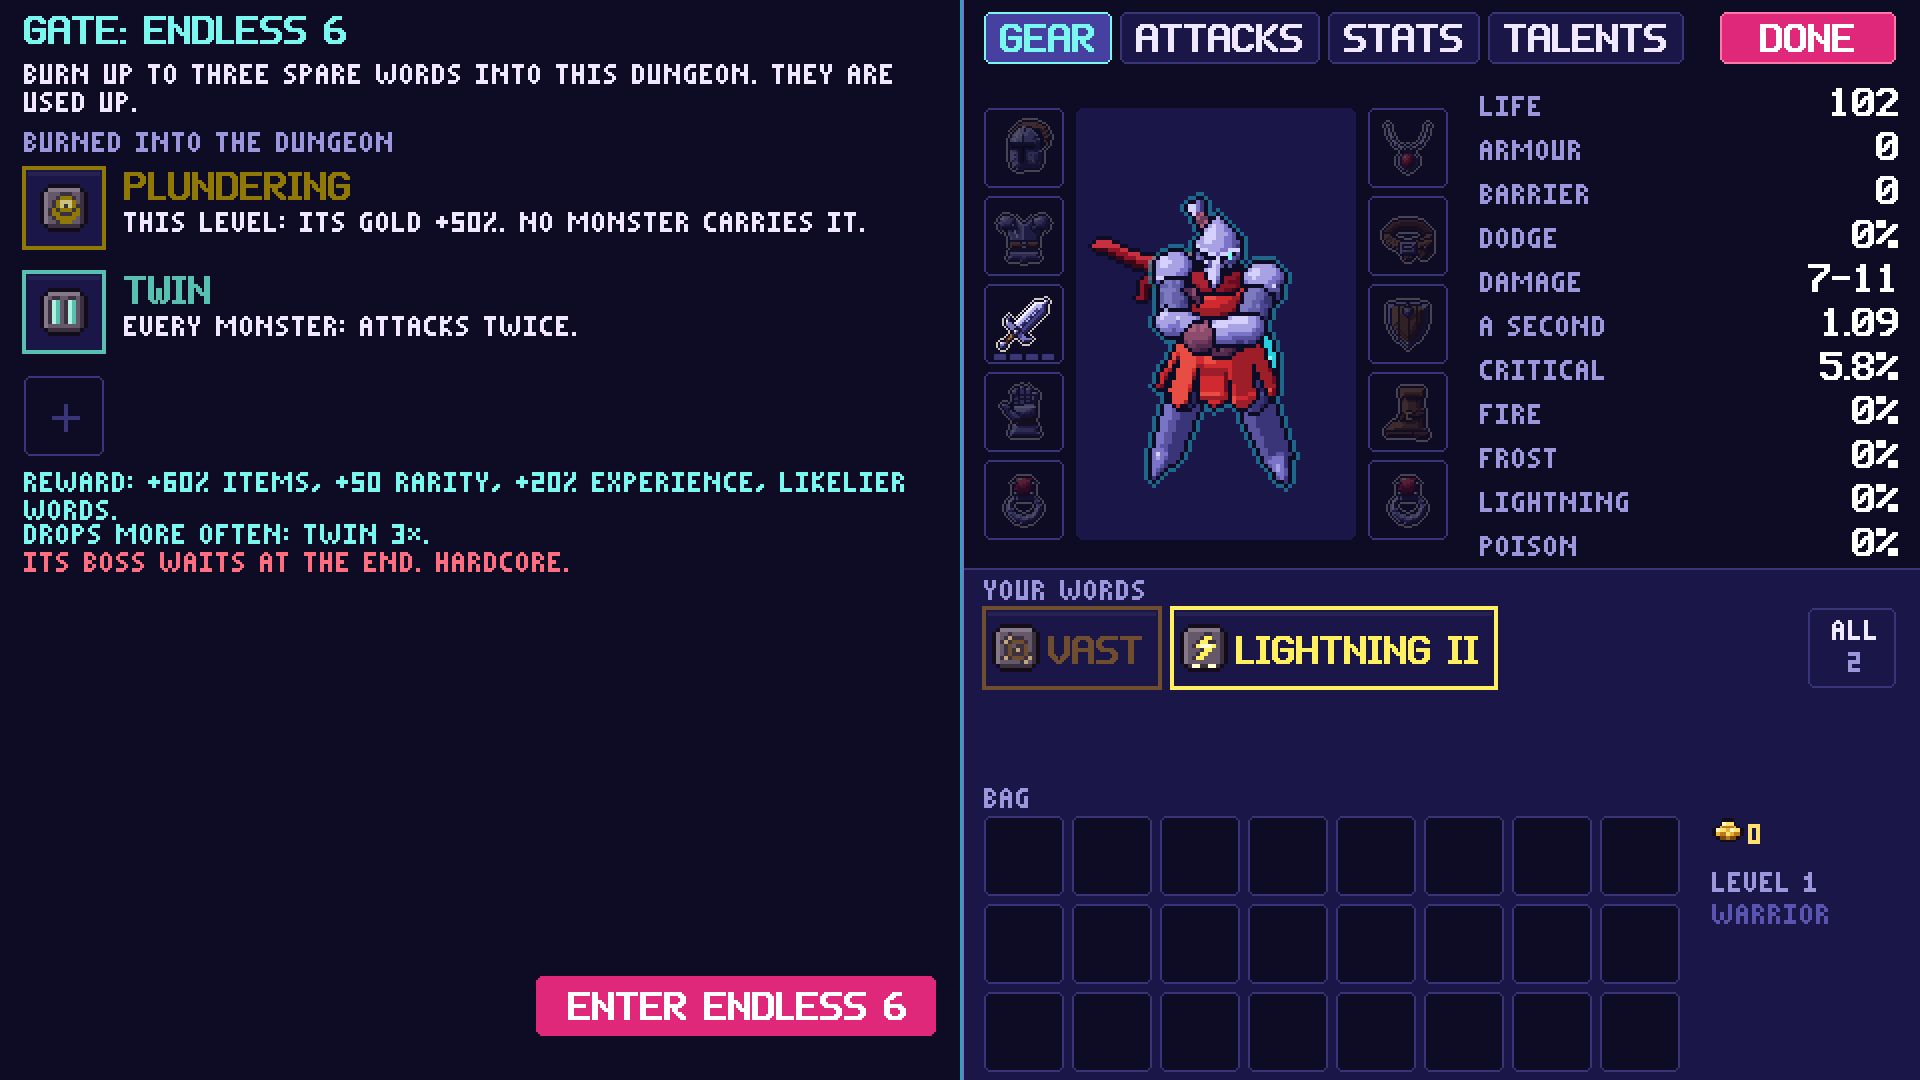 GATE: ENDLESS 6
BURN UP TO THREE SPARE WORDS INTO THIS DUNGEON. THEY ARE
USED UP.
BURNED INTO THE DUNGEON
PLUNDERING
THIS LEVEL: ITS GOLD +50%. NO MONSTER CARRIES IT.
TWIN
EVERY MONSTER: ATTACKS TWICE.
+
REWARD: +60% ITEMS, +50 RARITY, +20% EXPERIENCE, LIKELIER
WORDS.
DROPS MORE OFTEN: TWIN 3×.
ITS BOSS WAITS AT THE END. HARDCORE.
ENTER ENDLESS 6
GEAR ATTACKS STATS TALENTS DONE
LIFE 102
ARMOUR 0
BARRIER 0
DODGE 0%
DAMAGE 7-11
A SECOND 1.09
CRITICAL 5.8%
FIRE 0%
FROST 0%
LIGHTNING 0%
POISON 0%
YOUR WORDS
VAST LIGHTNING II
ALL
2
BAG
0
LEVEL 1
WARRIOR